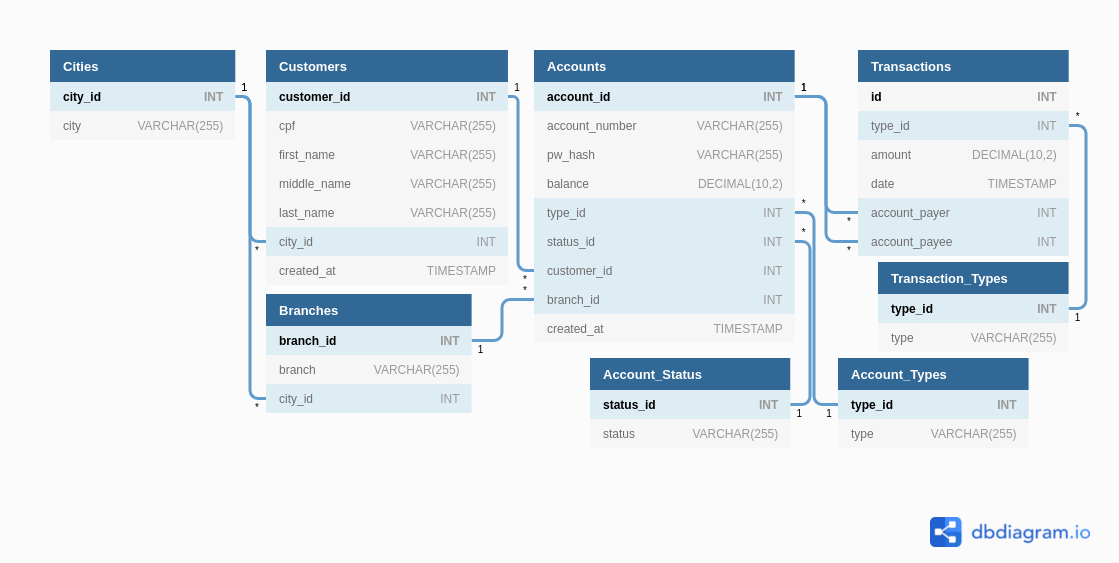 Cities
city_id INT
city VARCHAR(255)
1
Customers
customer_id INT
cpf VARCHAR(255)
first_name VARCHAR(255)
middle_name VARCHAR(255)
last_name VARCHAR(255)
city_id INT
created_at TIMESTAMP
1
*
Branches
branch_id INT
branch VARCHAR(255)
city_id INT
1
*
Accounts
account_id INT
account_number VARCHAR(255)
pw_hash VARCHAR(255)
balance DECIMAL(10,2)
type_id INT
status_id INT
customer_id INT
branch_id INT
created_at TIMESTAMP
1
*
*
*
*
Account_Status
status_id INT
status VARCHAR(255)
1
Transactions
id INT
type_id INT
amount DECIMAL(10,2)
date TIMESTAMP
account_payer INT
account_payee INT
*
*
*
Transaction_Types
type_id INT
type VARCHAR(255)
1
Account_Types
type_id INT
type VARCHAR(255)
1
dbdiagram.io